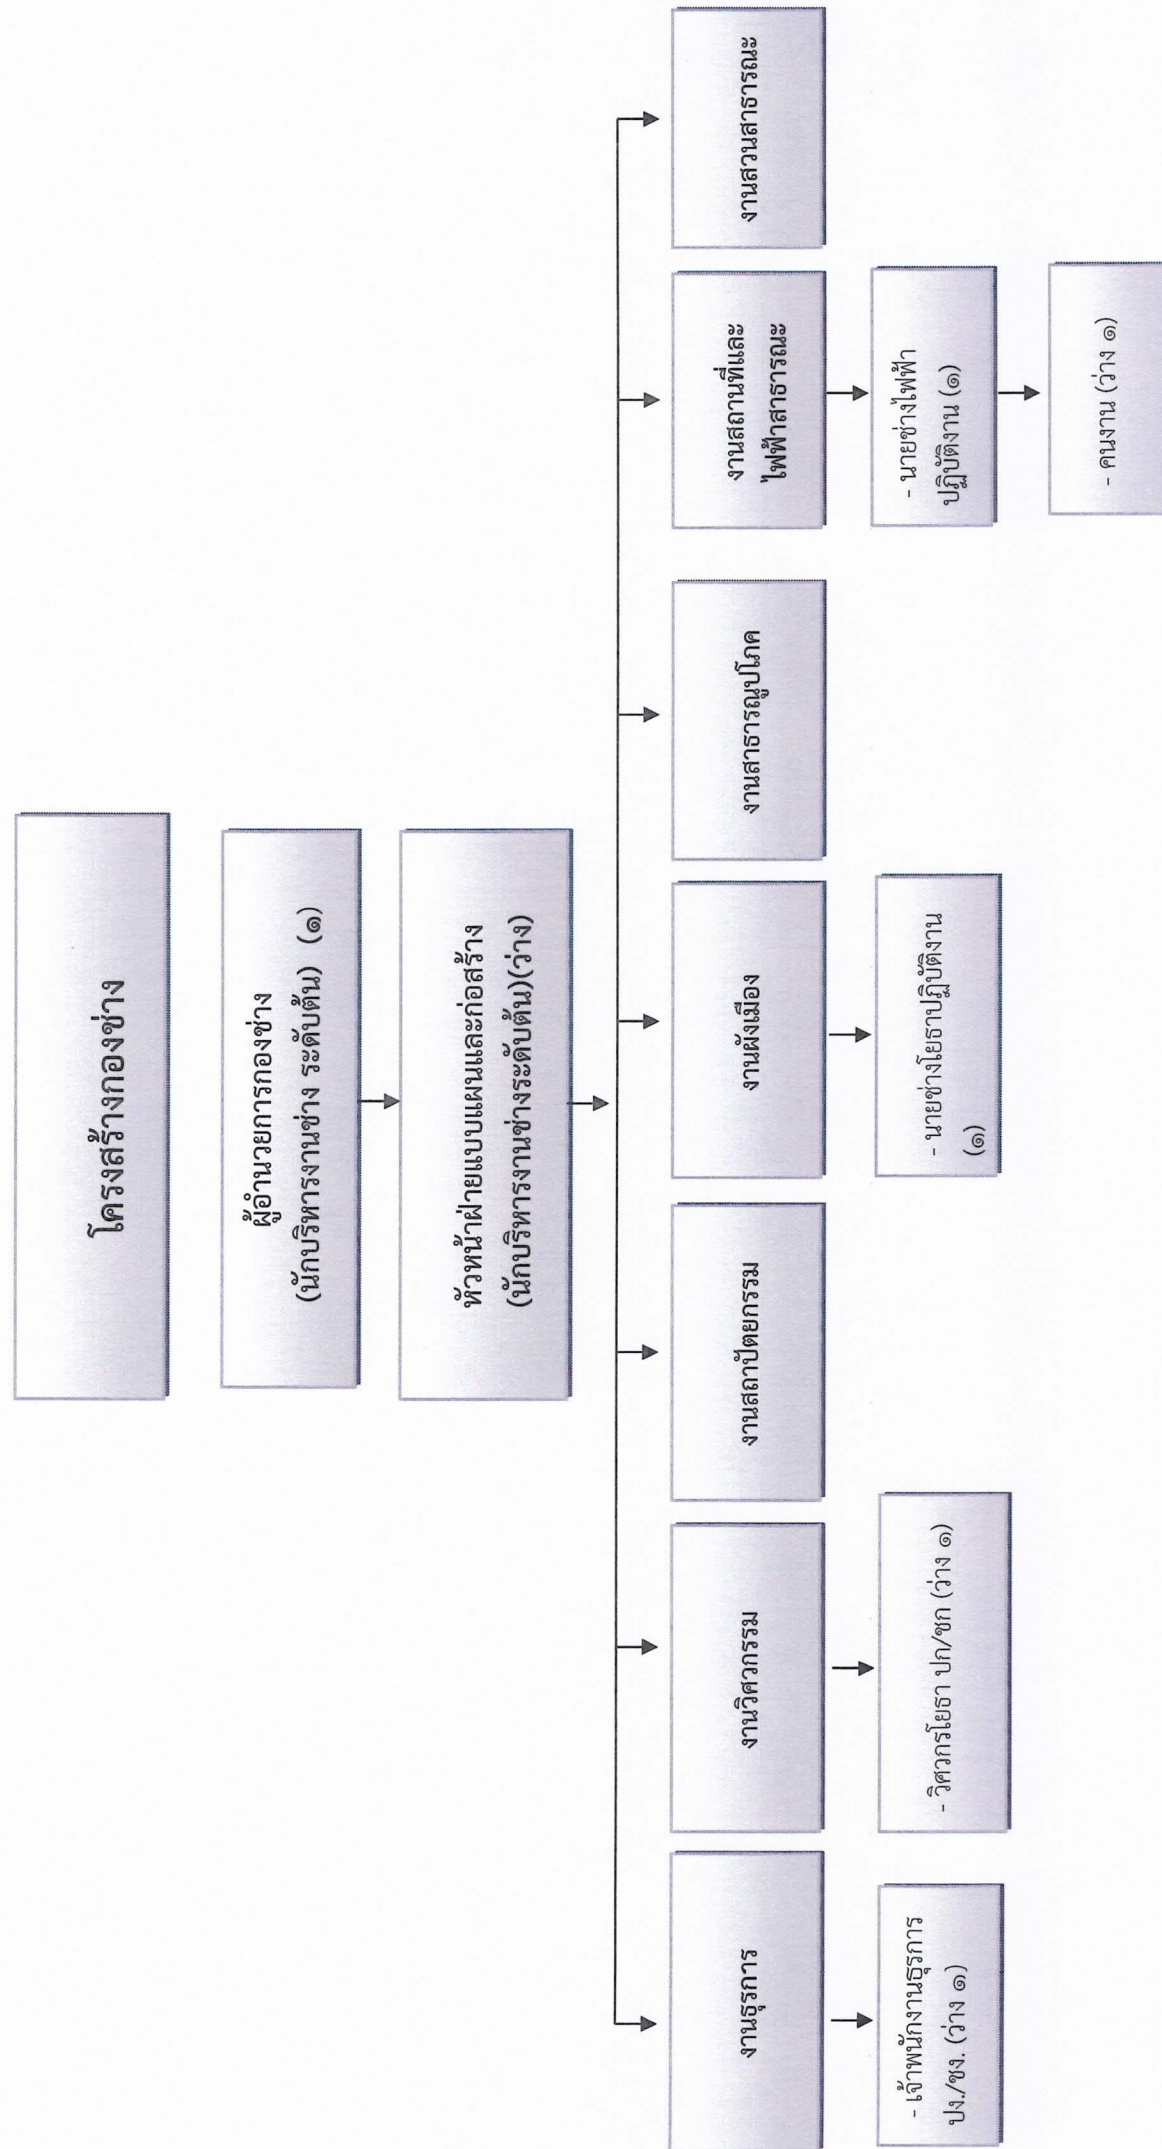 โครงสร้างกองช่าง
ผู้อำนวยการกองช่าง
(นักบริหารงานช่าง ระดับต้น) (๑)
หัวหน้าฝ่ายแบบแผนและก่อสร้าง
(นักบริหารงานช่างระดับต้น)(ว่าง)
งานธุรการ
งานวิศวกรรม
งานสถาปัตยกรรม
งานผังเมือง
งานสาธารณูปโภค
งานสถานที่และ
ไฟฟ้าสาธารณะ
งานสวนสาธารณะ
- เจ้าพนักงานธุรการ
ปง./ชง. (ว่าง ๑)
- วิศวกรโยธา ปก/ชก (ว่าง ๑)
- นายช่างโยธาปฏิบัติงาน
(๑)
- นายช่างไฟฟ้า
ปฏิบัติงาน (๑)
- คนงาน (ว่าง ๑)